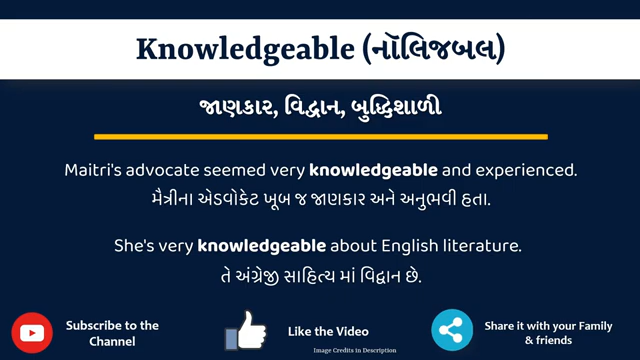 Knowledgeable (નૉલિજબલ)
જાણકાર, વિદ્વાન, બુદ્ધિશાળી
Maitri's advocate seemed very knowledgeable and experienced.
મૈત્રીના એડવોકેટ ખૂબ જ જાણકાર અને અનુભવી હતા.
She's very knowledgeable about English literature.
તે અંગ્રેજી સાહિત્ય માં વિદ્વાન છે.
Subscribe to the
Channel
Like the Video
Share it with your Family
& friends
Image Credits in Description